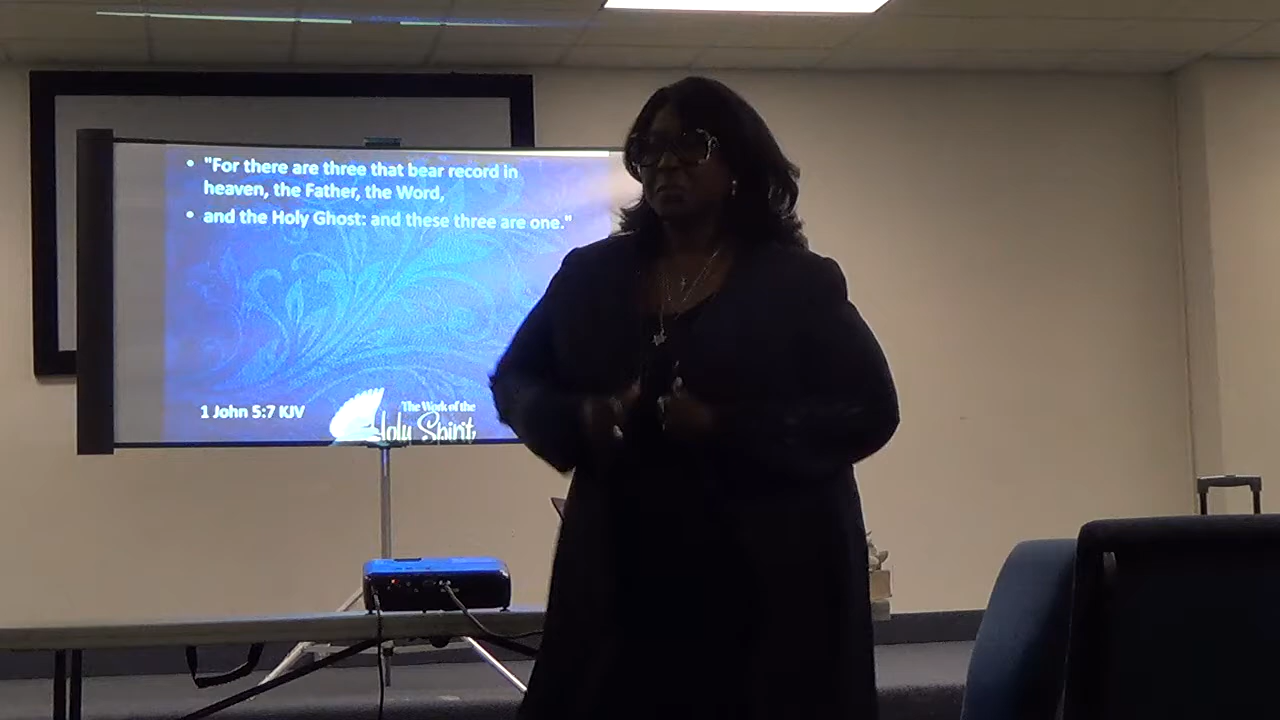 • "For there are three that bear record in
heaven, the Father, the Word,
• and the Holy Ghost: and these three are one."
1 John 5:7 KJV
The Work of the
Holy Spirit